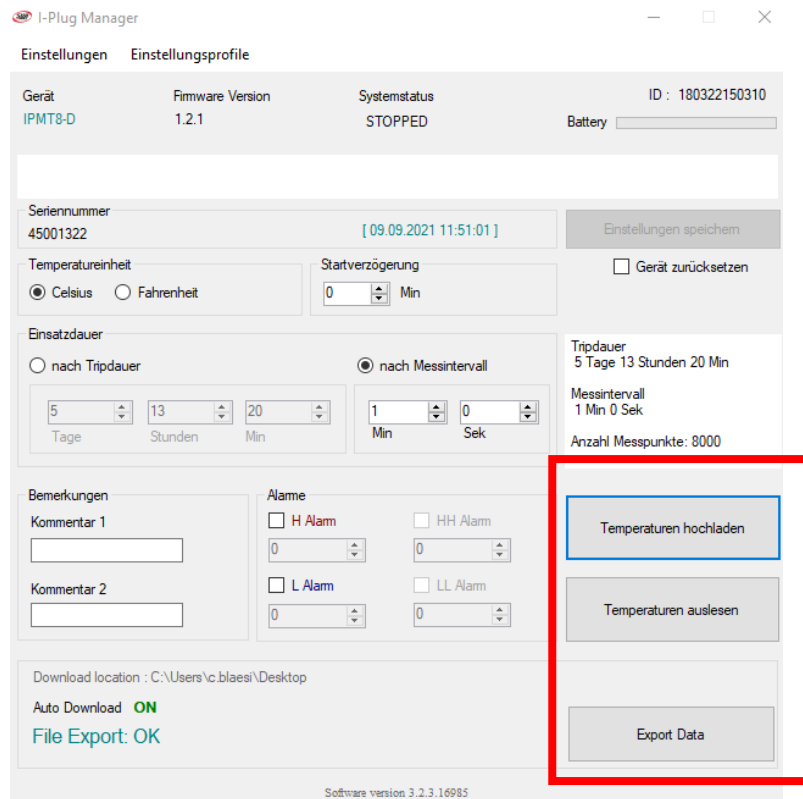 I-Plug Manager
Einstellungen Einstellungsprofile
Gerät Firmware Version Systemstatus ID : 180322150310
IPMT8-D 1.2.1 STOPPED Battery
Seriennummer
45001322 [ 09.09.2021 11:51:01 ] Einstellungen speichern
Gerät zurücksetzen
Temperatureinheit Startverzögerung
Celsius Fahrenheit 0 Min
Einsatzdauer
nach Tripdauer nach Messintervall
5 13 20 1 0
Tage Stunden Min Min Sek
Tripdauer
5 Tage 13 Stunden 20 Min
Messintervall
1 Min 0 Sek
Anzahl Messpunkte: 8000
Bemerkungen Alarme
Kommentar 1 H Alarm HH Alarm
0 0
Kommentar 2 L Alarm LL Alarm
0 0
Temperaturen hochladen
Temperaturen auslesen
Download location : C:\Users\c.blaesi\Desktop
Auto Download ON
File Export: OK
Export Data
Software version 3.2.3.16985